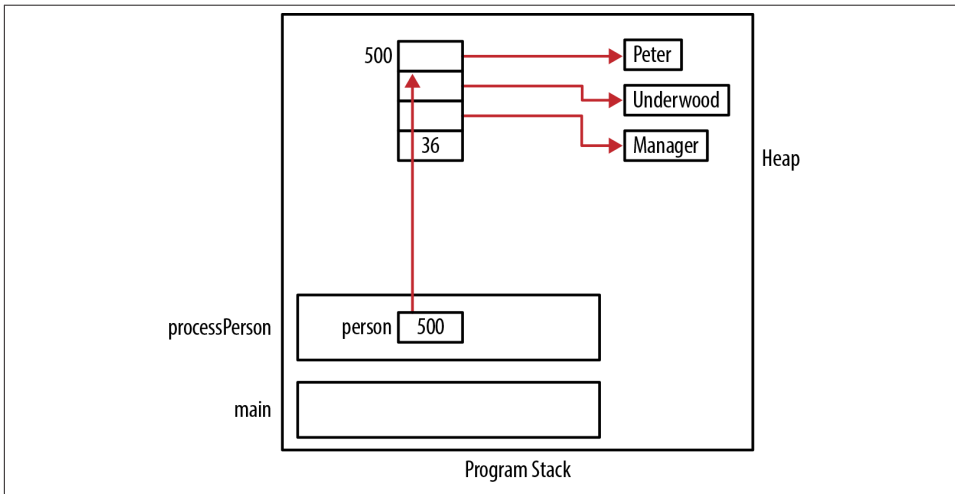 500
Peter
Underwood
Manager
36
Heap
processPerson
person
500
main
Program Stack